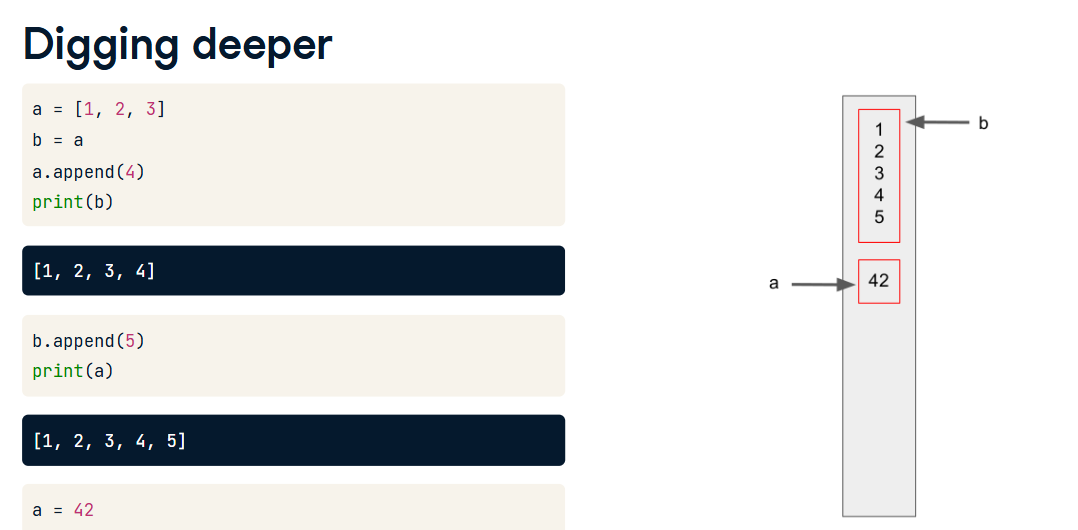 Digging deeper
a = [1, 2, 3]
b = a
a.append(4)
print(b)
[1, 2, 3, 4]
b.append(5)
print(a)
[1, 2, 3, 4, 5]
a = 42
1
2
3
4
5
b
a
42